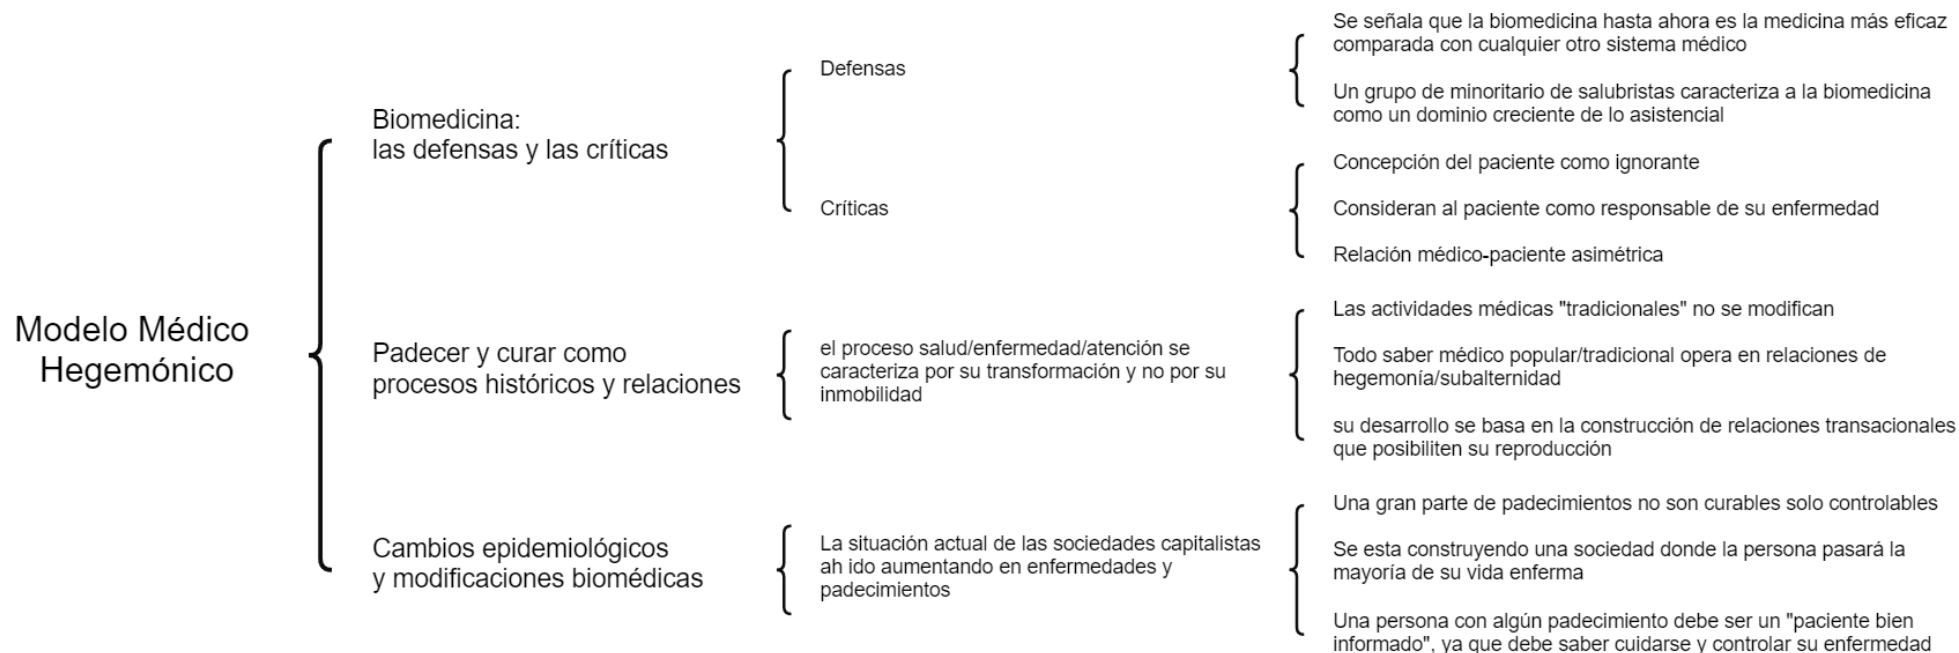 Modelo Médico
Hegemónico
Biomedicina:
las defensas y las críticas
Defensas
Se señala que la biomedicina hasta ahora es la medicina más eficaz
comparada con cualquier otro sistema médico
Un grupo de minoritario de salubristas caracteriza a la biomedicina
como un dominio creciente de lo asistencial
Críticas
Concepción del paciente como ignorante
Consideran al paciente como responsable de su enfermedad
Relación médico-paciente asimétrica
Padecer y curar como
procesos históricos y relaciones
el proceso salud/enfermedad/atención se
caracteriza por su transformación y no por su
inmobilidad
Las actividades médicas "tradicionales" no se modifican
Todo saber médico popular/tradicional opera en relaciones de
hegemonía/subalternidad
su desarrollo se basa en la construcción de relaciones transacionales
que posibiliten su reproducción
Cambios epidemiológicos
y modificaciones biomédicas
La situación actual de las sociedades capitalistas
ah ido aumentando en enfermedades y
padecimientos
Una gran parte de padecimientos no son curables solo controlables
Se esta construyendo una sociedad donde la persona pasará la
mayoría de su vida enferma
Una persona con algún padecimiento debe ser un "paciente bien
informado", ya que debe saber cuidarse y controlar su enfermedad